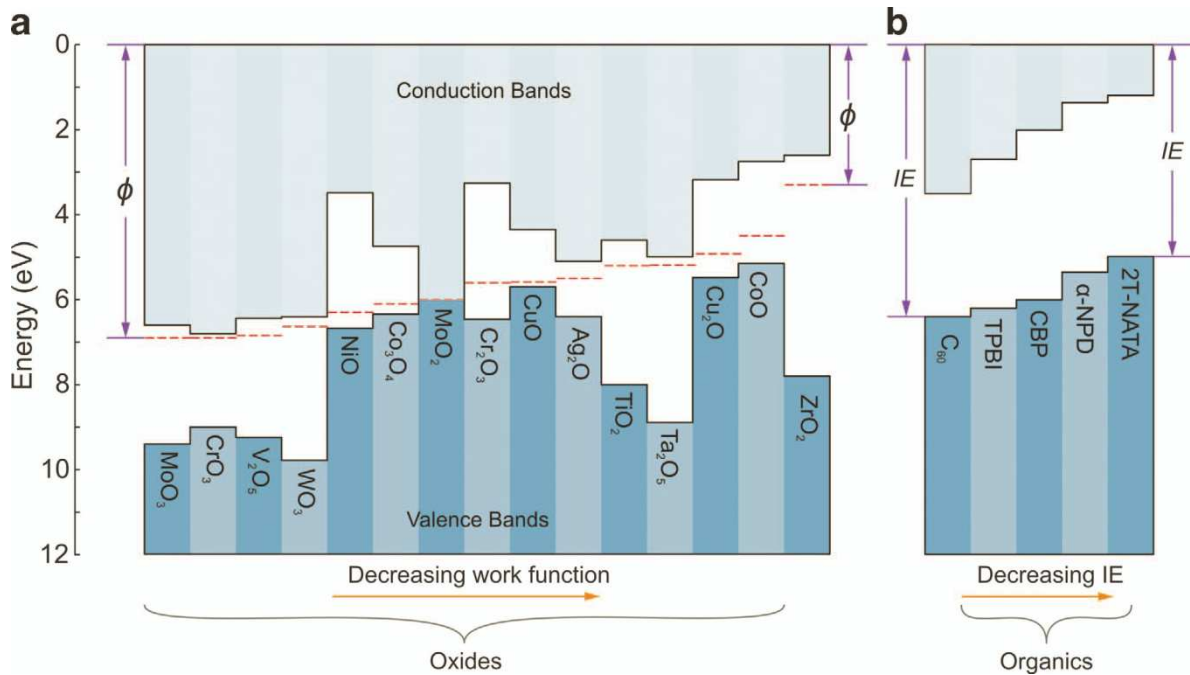 a
Energy (eV)
0
2
4
6
8
10
12
ϕ
Conduction Bands
ϕ
MoO₃
CrO₃
V₂O₅
WO₃
NiO
Co₃O₄
MoO₂
Cr₂O₃
CuO
Ag₂O
TiO₂
Ta₂O₅
Cu₂O
CoO
ZrO₂
Valence Bands
Decreasing work function
Oxides
b
IE
IE
C₆₀
TPBI
CBP
α-NPD
2T-NATA
Decreasing IE
Organics